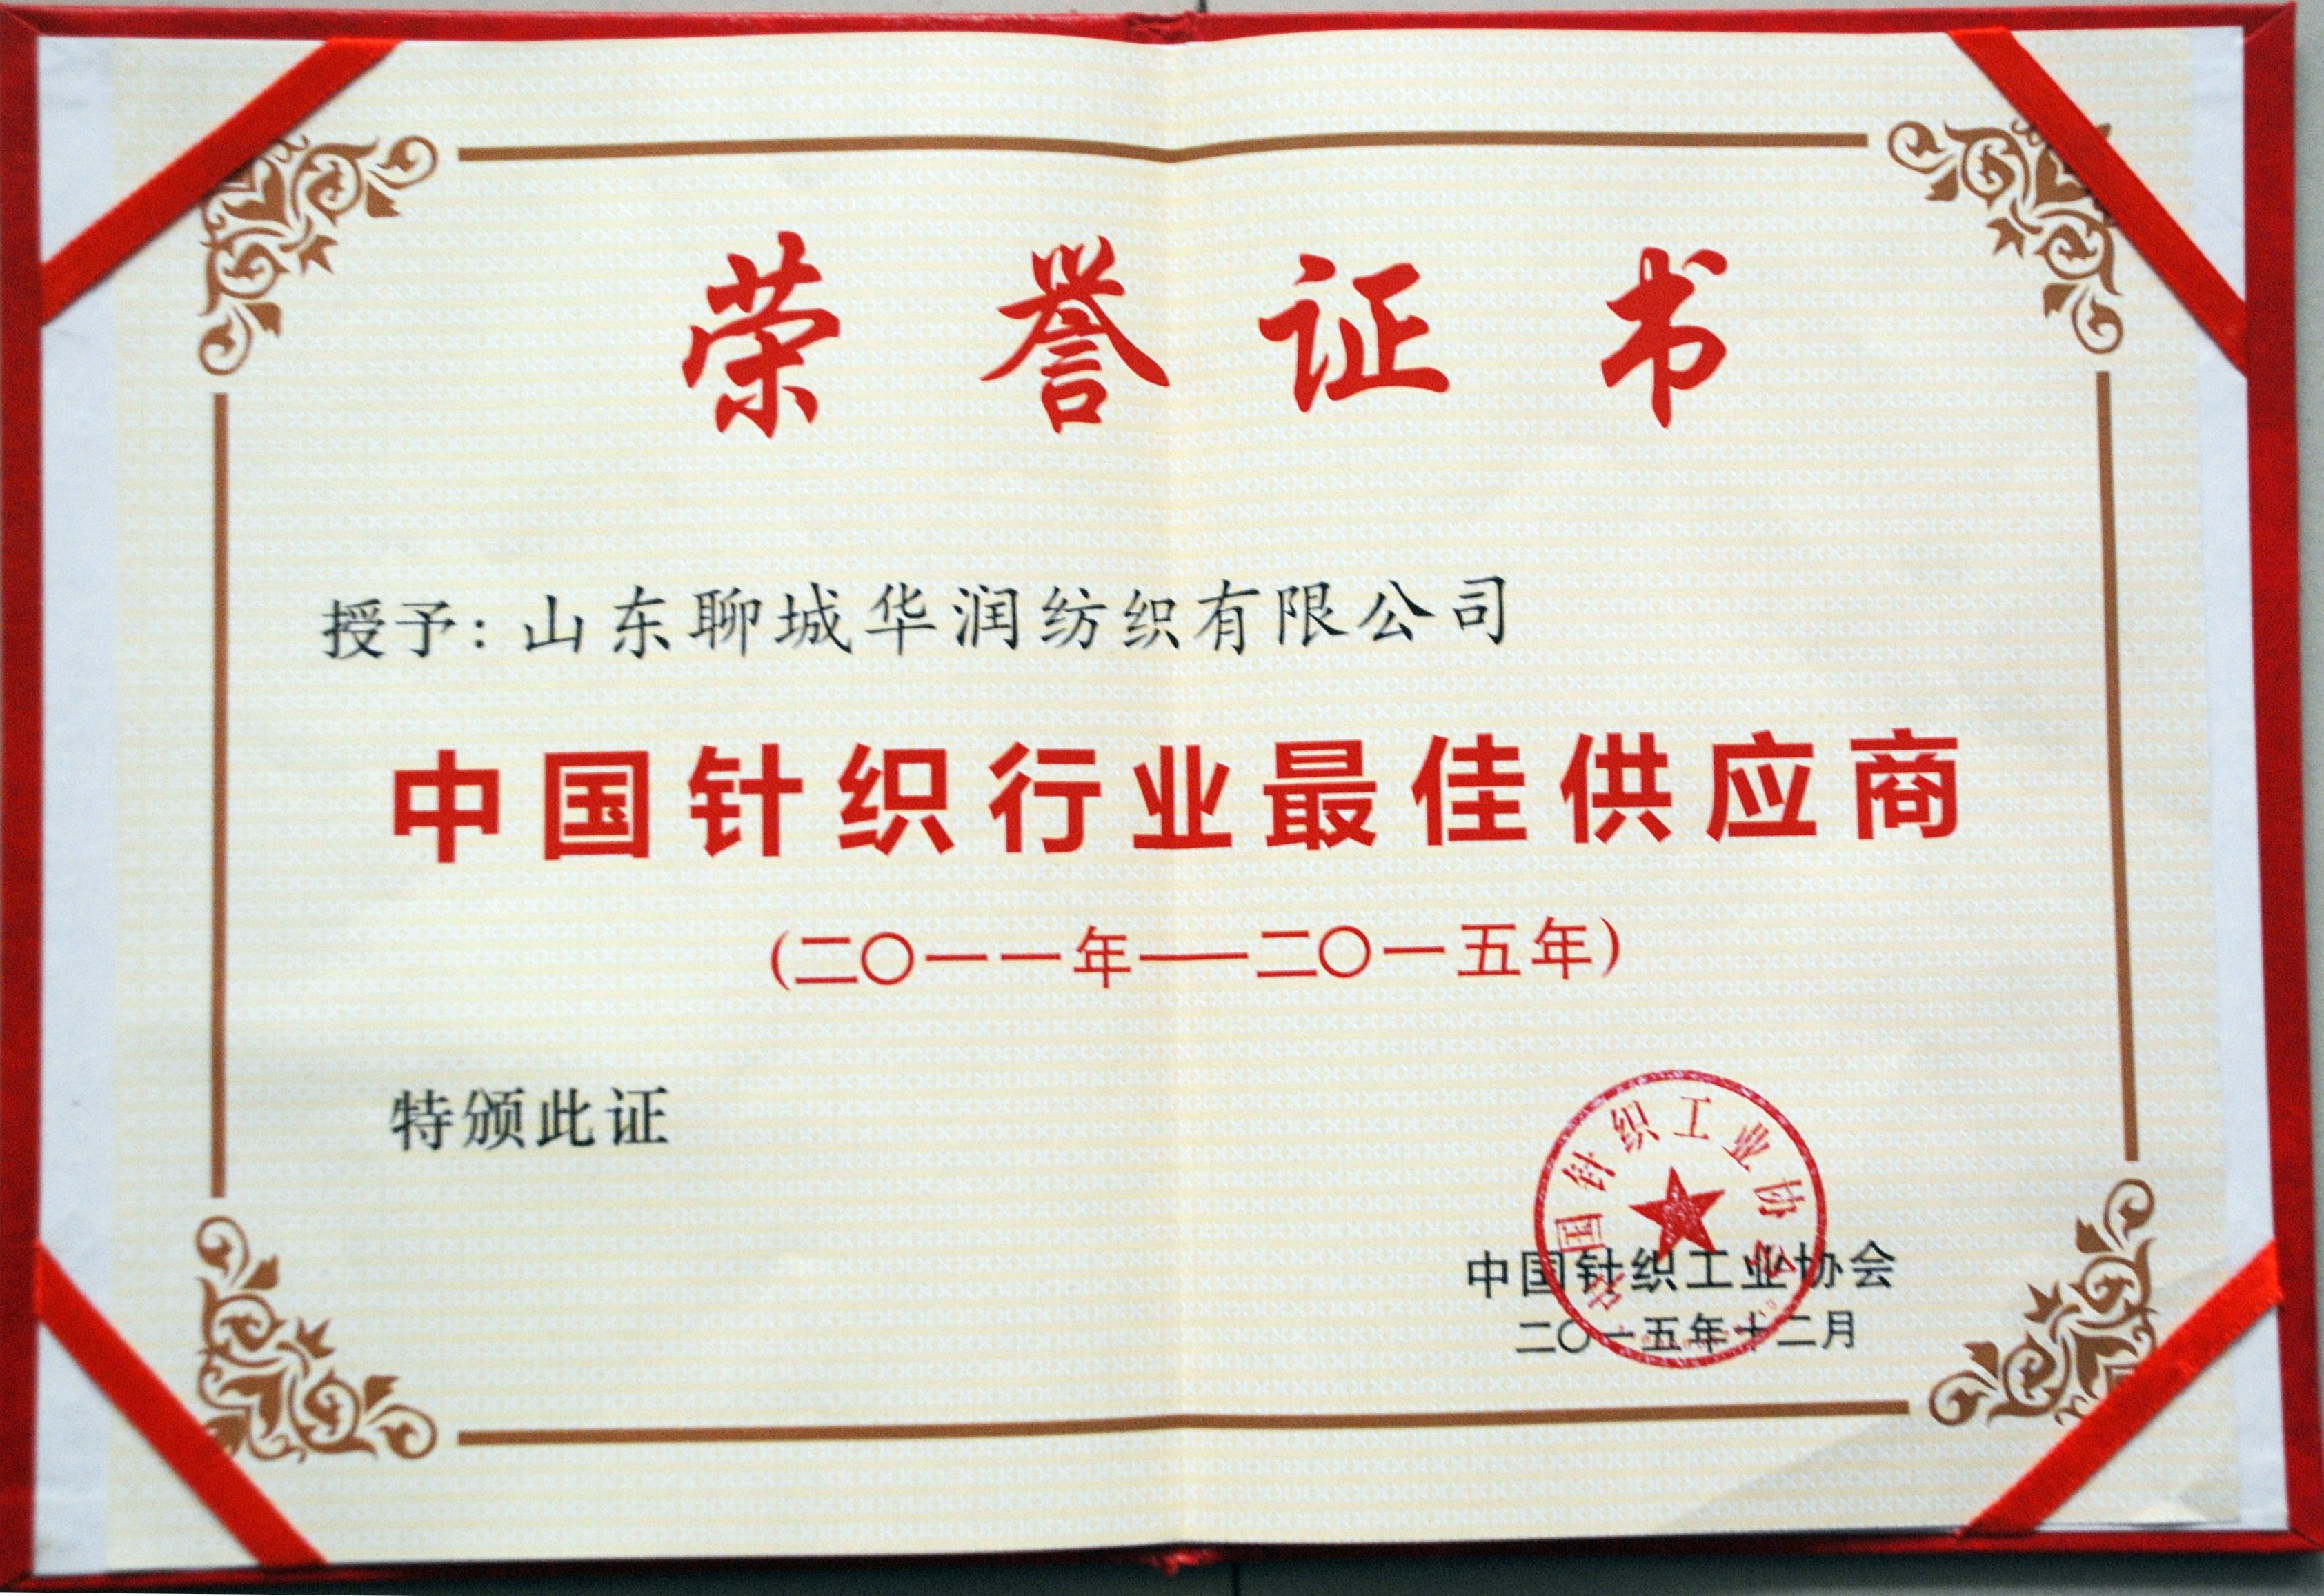 荣誉证书
授予：山东聊城华润纺织有限公司
中国针织行业最佳供应商
(二〇一一年——二〇一五年)
特颁此证
中国针织工业协会
中国针织工业协会
二〇一五年十二月